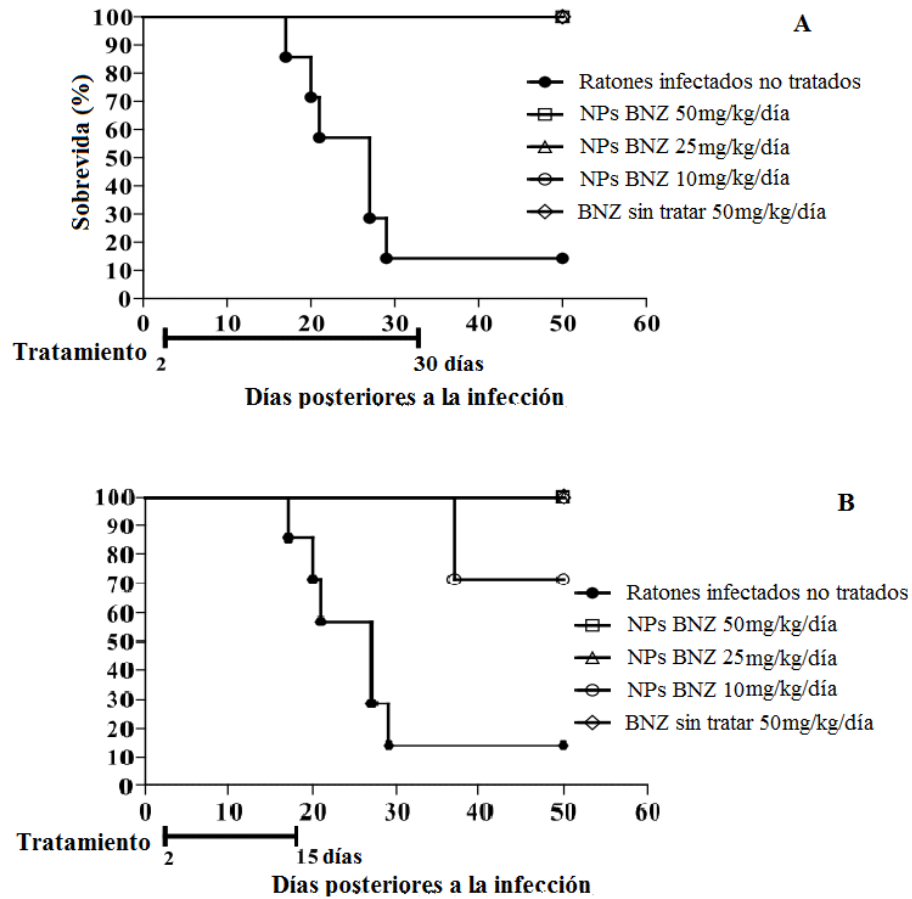 A
100
90
80
70
60
50
40
30
20
10
0
Sobrevida (%)
Ratones infectados no tratados
NPs BNZ 50mg/kg/día
NPs BNZ 25mg/kg/día
NPs BNZ 10mg/kg/día
BNZ sin tratar 50mg/kg/día
0 10 20 30 40 50 60
Tratamiento 2 30 días
Días posteriores a la infección
B
100
90
80
70
60
50
40
30
20
10
0
Ratones infectados no tratados
NPs BNZ 50mg/kg/día
NPs BNZ 25mg/kg/día
NPs BNZ 10mg/kg/día
BNZ sin tratar 50mg/kg/día
0 10 20 30 40 50 60
Tratamiento 2 15 días
Días posteriores a la infección